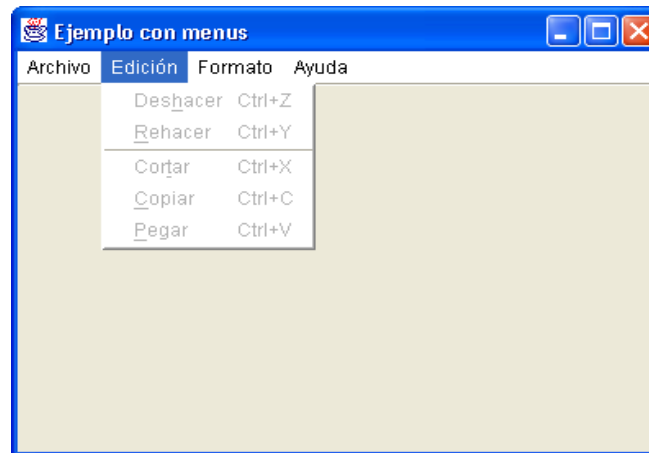 Ejemplo con menus
Archivo Edición Formato Ayuda
Deshacer Ctrl+Z
Rehacer Ctrl+Y
Cortar Ctrl+X
Copiar Ctrl+C
Pegar Ctrl+V